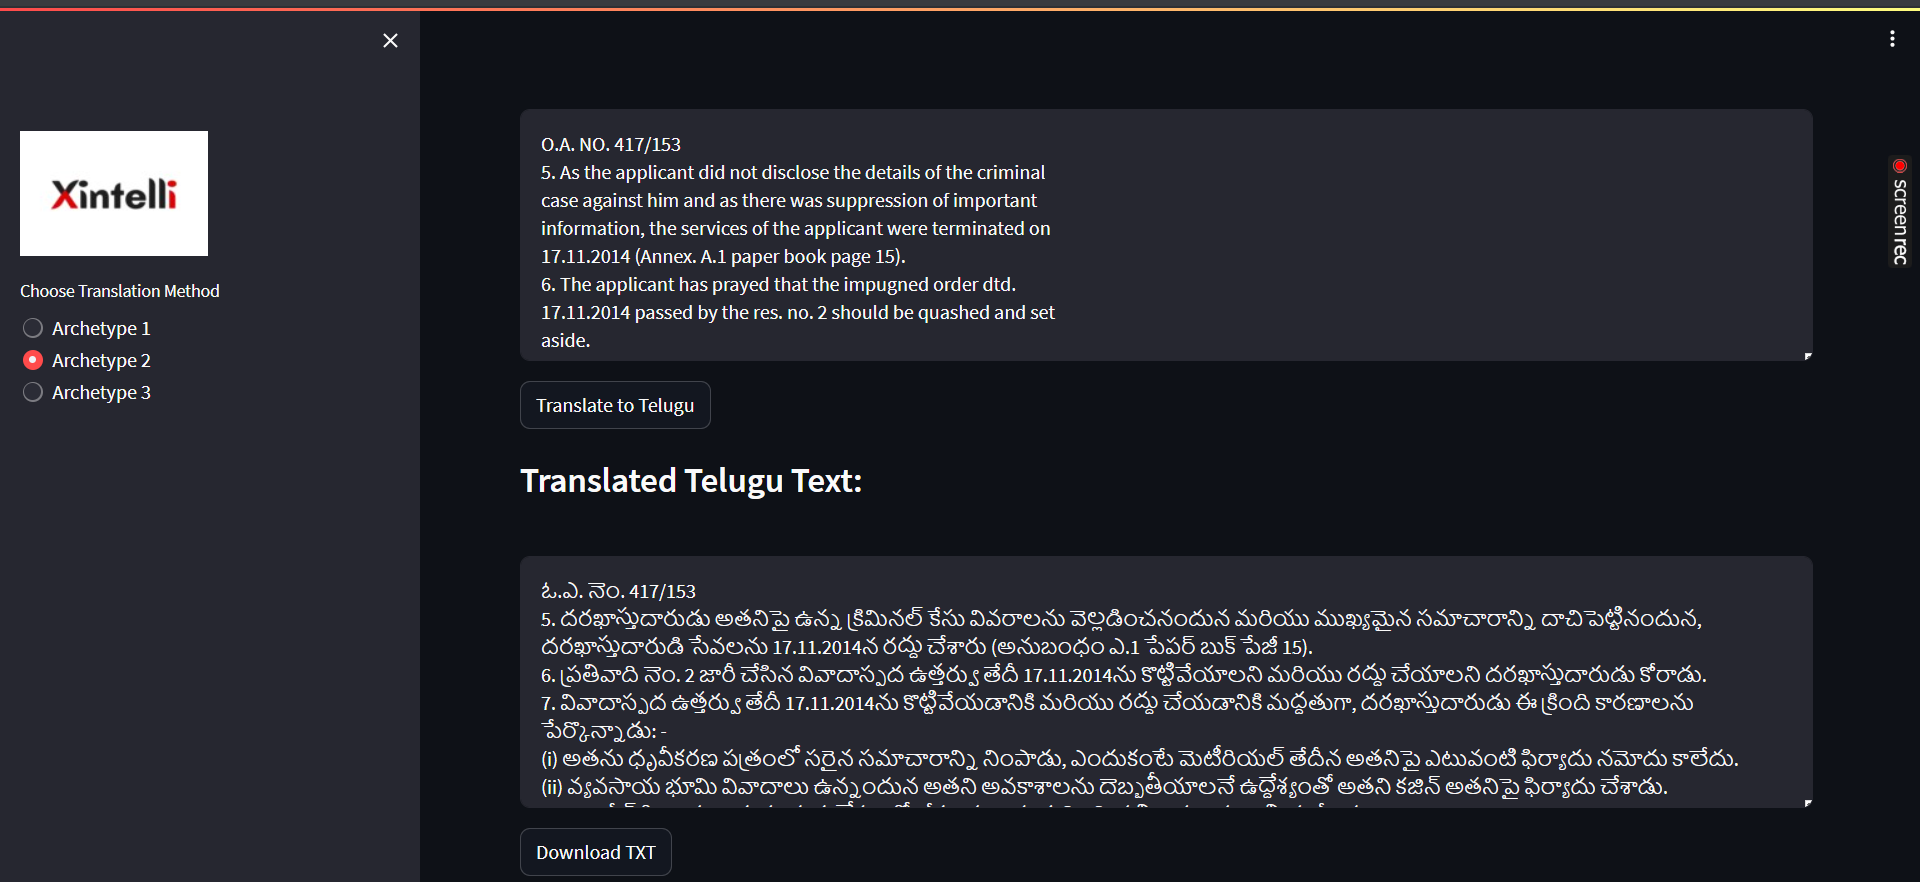 Xintelli
Choose Translation Method
Archetype 1
Archetype 2
Archetype 3
O.A. NO. 417/153
5. As the applicant did not disclose the details of the criminal
case against him and as there was suppression of important
information, the services of the applicant were terminated on
17.11.2014 (Annex. A.1 paper book page 15).
6. The applicant has prayed that the impugned order dtd.
17.11.2014 passed by the res. no. 2 should be quashed and set
aside.
Translate to Telugu
Translated Telugu Text:
ఓ.ఎ. నెం. 417/153
5. దరఖాస్తుదారుడు అతనిపై ఉన్న క్రిమినల్ కేసు వివరాలను వెల్లడించనందున మరియు ముఖ్యమైన సమాచారాన్ని దాచిపెట్టినందున,
దరఖాస్తుదారుడి సేవలను 17.11.2014న రద్దు చేశారు (అనుబంధం ఎ.1 పేపర్ బుక్ పేజీ 15).
6. ప్రతివాది నెం. 2 జారీ చేసిన వివాదాస్పద ఉత్తర్వు తేదీ 17.11.2014ను కొట్టివేయాలని మరియు రద్దు చేయాలని దరఖాస్తుదారుడు కోరాడు.
7. వివాదాస్పద ఉత్తర్వు తేదీ 17.11.2014ను కొట్టివేయడానికి మరియు రద్దు చేయడానికి మద్దతుగా, దరఖాస్తుదారుడు ఈ క్రింది కారణాలను
పేర్కొన్నాడు: -
(i) అతను ధృవీకరణ పత్రంలో సరైన సమాచారాన్ని నింపాడు, ఎందుకంటే మెటీరియల్ తేదీన అతనిపై ఎటువంటి ఫిర్యాదు నమోదు కాలేదు.
(ii) వ్యవసాయ భూమి వివాదాలు ఉన్నందున అతని అవకాశాలను దెబ్బతీయాలనే ఉద్దేశ్యంతో అతని కజిన్ అతనిపై ఫిర్యాదు చేశాడు.
Download TXT
screenrec